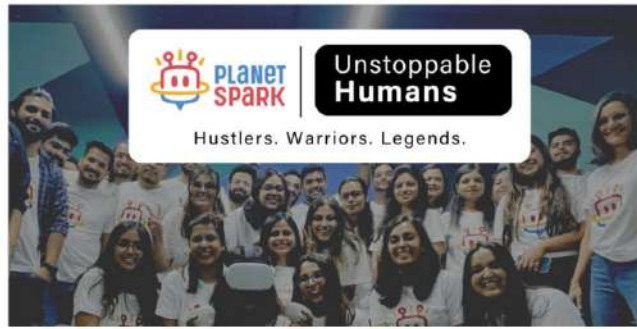 PLANET
SPARK
Unstoppable
Humans
Hustlers. Warriors. Legends.